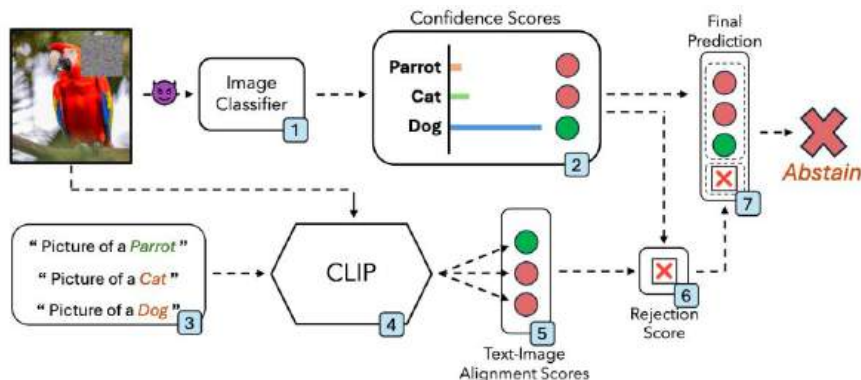 Confidence Scores
Final
Prediction
Image
Classifier
1
Parrot
Cat
Dog
2
7
Abstain
“ Picture of a Parrot ”
“ Picture of a Cat ”
“ Picture of a Dog ”
3
CLIP
4
5
Text-Image
Alignment Scores
6
Rejection
Score